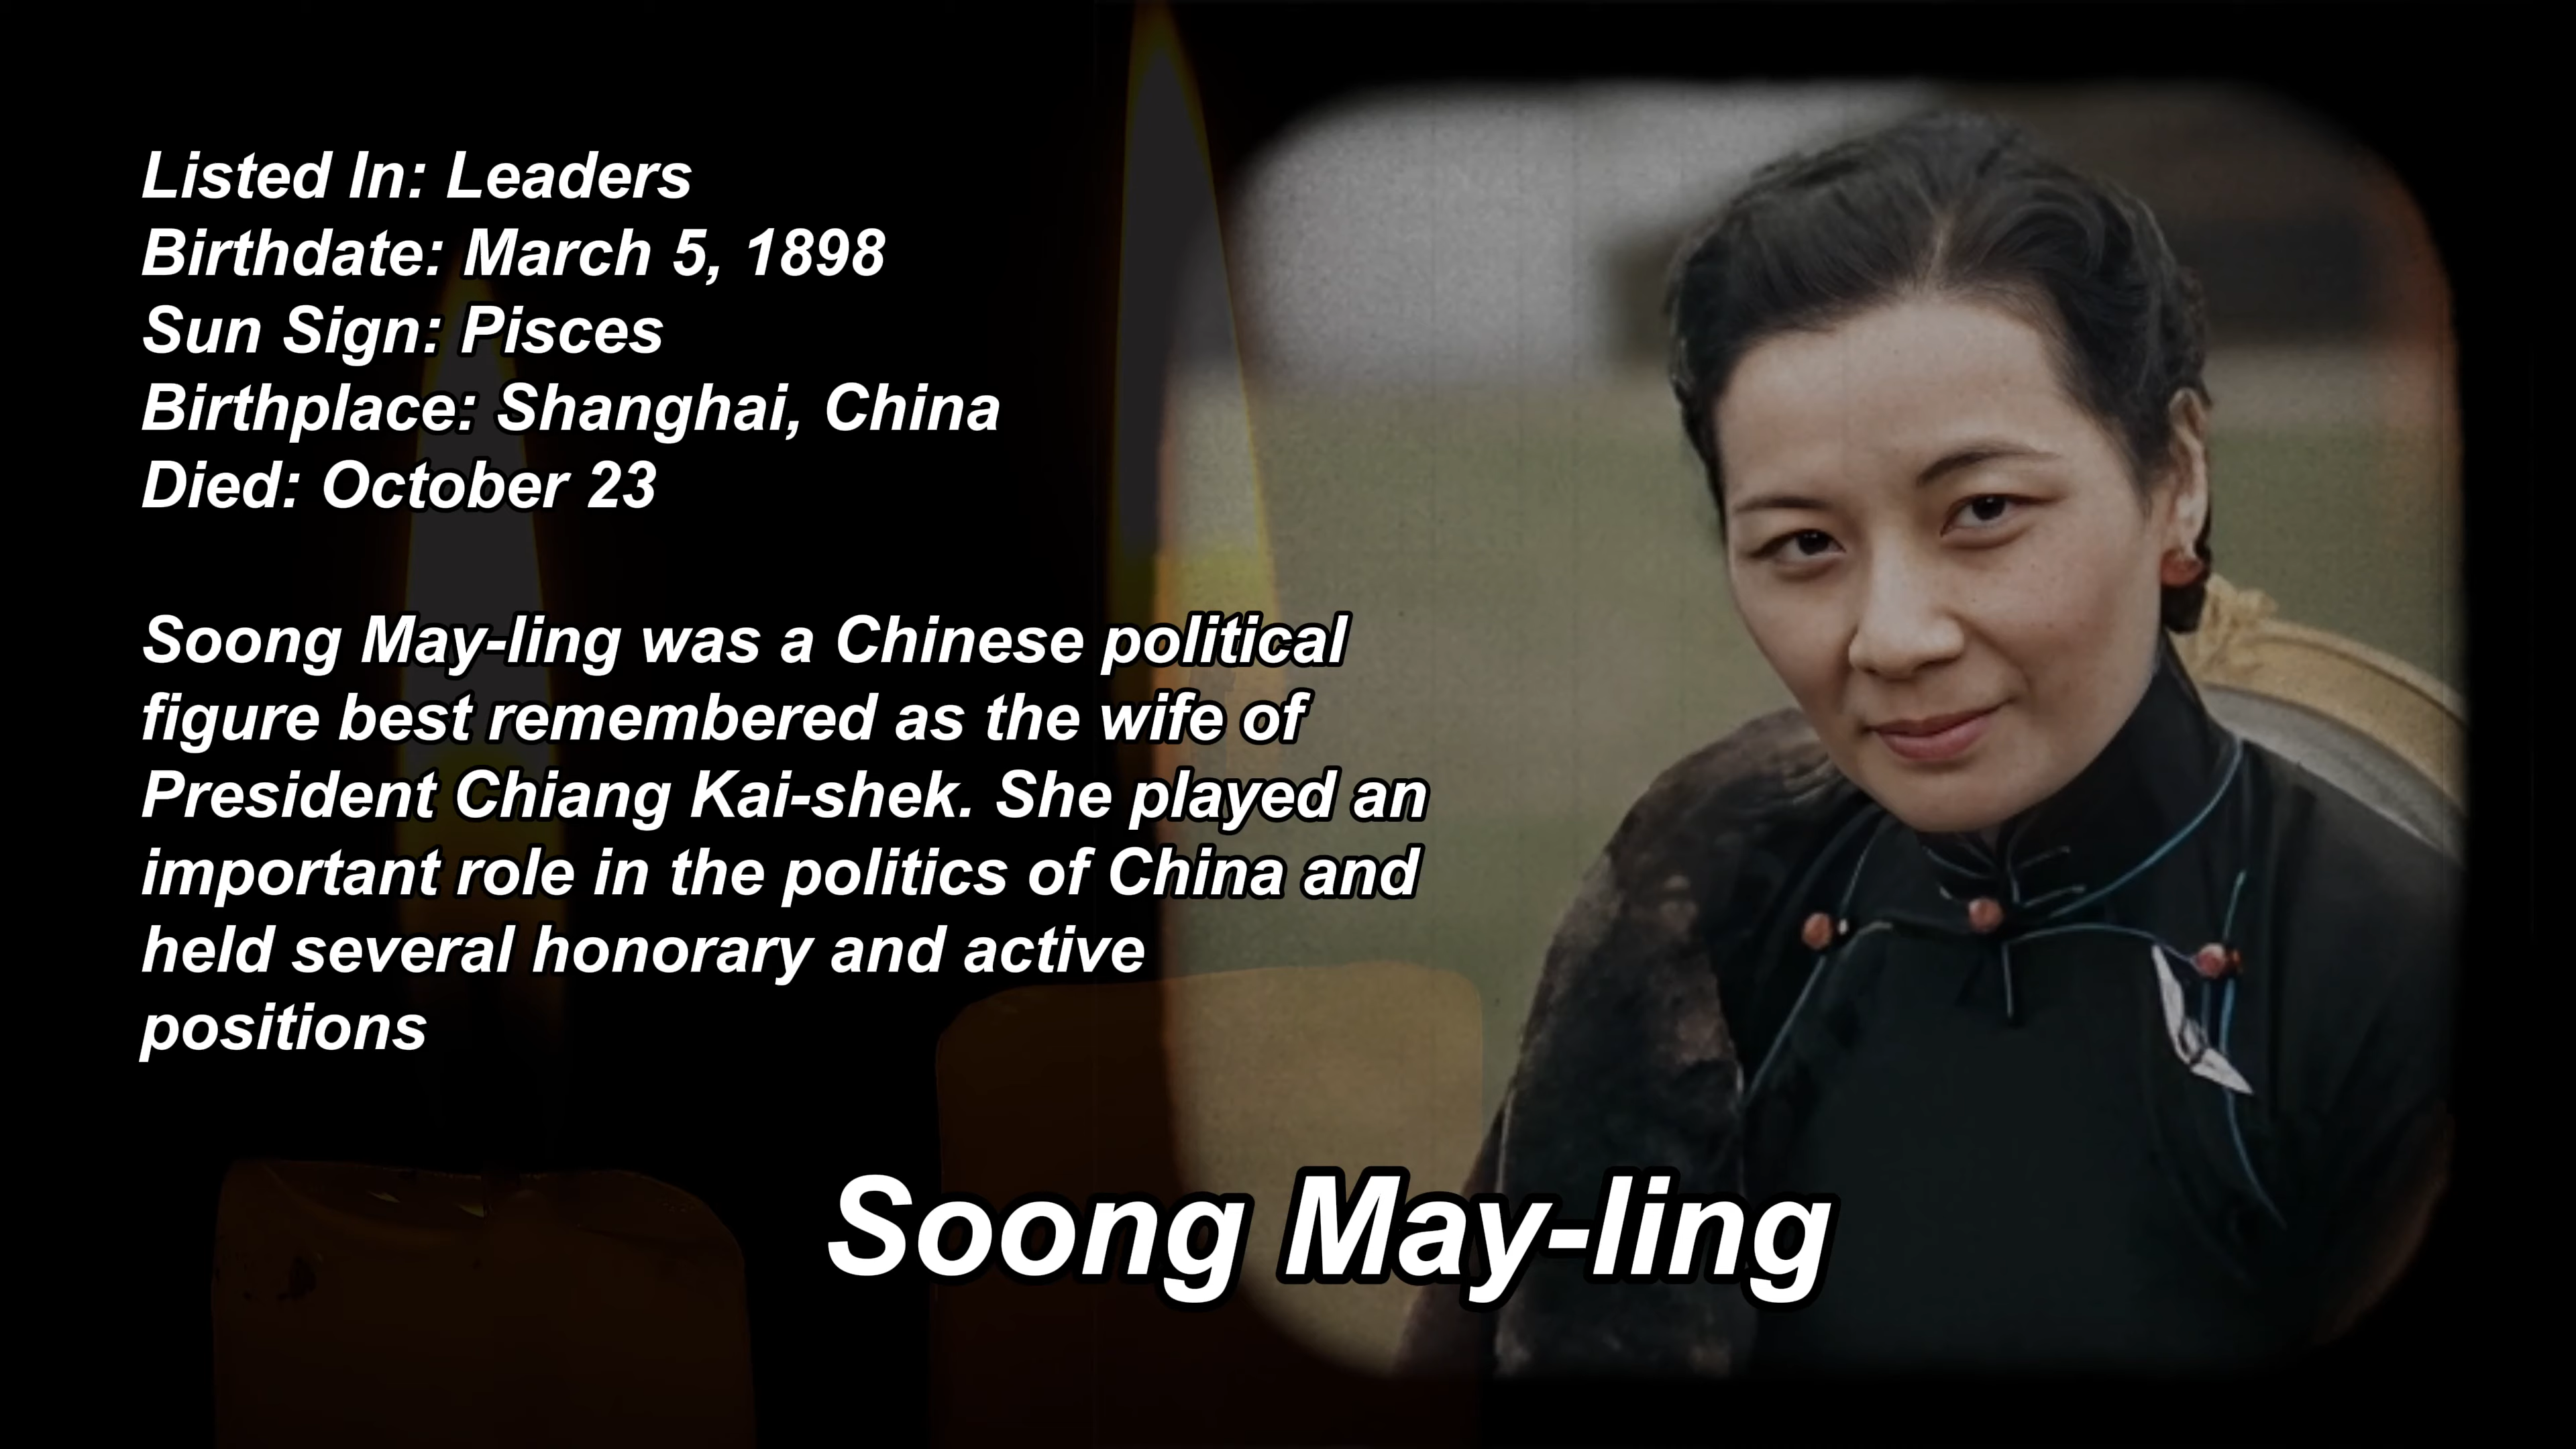 Listed In: Leaders
Birthdate: March 5, 1898
Sun Sign: Pisces
Birthplace: Shanghai, China
Died: October 23
Soong May-ling was a Chinese political
figure best remembered as the wife of
President Chiang Kai-shek. She played an
important role in the politics of China and
held several honorary and active
positions
Soong May-ling